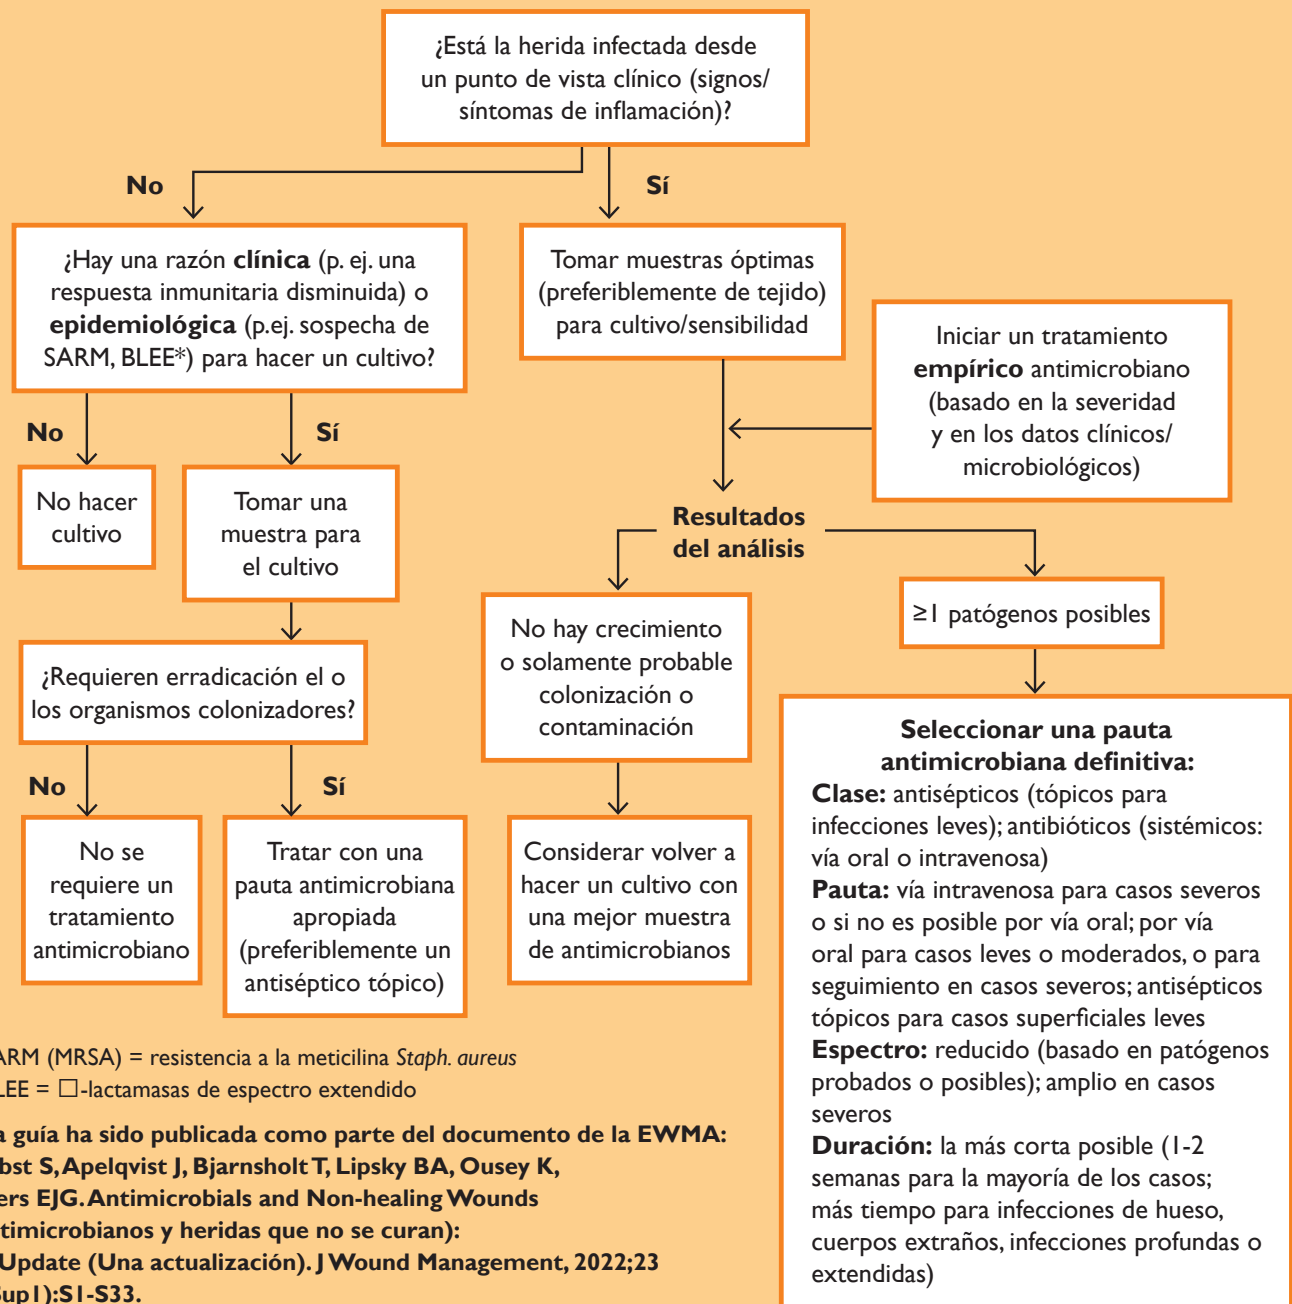 ¿Está la herida infectada desde
un punto de vista clínico (signos/
síntomas de inflamación)?
No
Sí
¿Hay una razón clínica (p. ej. una
respuesta inmunitaria disminuida) o
epidemiológica (p.ej. sospecha de
SARM, BLEE*) para hacer un cultivo?
Tomar muestras óptimas
(preferiblemente de tejido)
para cultivo/sensibilidad
Iniciar un tratamiento
empírico antimicrobiano
(basado en la severidad
y en los datos clínicos/
microbiológicos)
No
Sí
No hacer
cultivo
Tomar una
muestra para
el cultivo
Resultados
del análisis
No hay crecimiento
o solamente probable
colonización o
contaminación
≥1 patógenos posibles
¿Requieren erradicación el o
los organismos colonizadores?
No
Sí
No se
requiere un
tratamiento
antimicrobiano
Tratar con una
pauta antimicrobiana
apropiada
(preferiblemente un
antiséptico tópico)
Considerar volver a
hacer un cultivo con
una mejor muestra
de antimicrobianos
Seleccionar una pauta
antimicrobiana definitiva:
Clase: antisépticos (tópicos para
infecciones leves); antibióticos (sistémicos:
vía oral o intravenosa)
Pauta: vía intravenosa para casos severos
o si no es posible por vía oral; por vía
oral para casos leves o moderados, o para
seguimiento en casos severos; antisépticos
tópicos para casos superficiales leves
Espectro: reducido (basado en patógenos
probados o posibles); amplio en casos
severos
Duración: la más corta posible (1-2
semanas para la mayoría de los casos;
más tiempo para infecciones de hueso,
cuerpos extraños, infecciones profundas o
extendidas)
ARM (MRSA) = resistencia a la meticilina Staph. aureus
LEE = □-lactamasas de espectro extendido
a guía ha sido publicada como parte del documento de la EWMA:
bst S, Apelqvist J, Bjarnsholt T, Lipsky BA, Ousey K,
ers EJG. Antimicrobials and Non-healing Wounds
timicrobianos y heridas que no se curan):
Update (Una actualización). J Wound Management, 2022;23
Sup1):S1-S33.